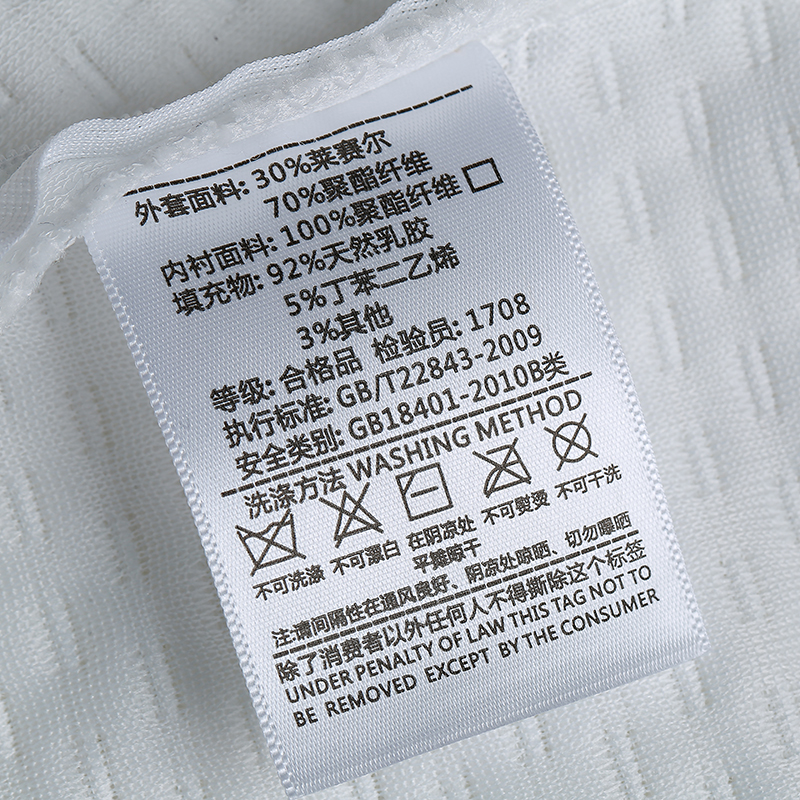 外套面料: 30%莱赛尔
70%聚酯纤维
内衬面料: 100%聚酯纤维
填充物: 92%天然乳胶
5%丁苯二乙烯
3%其他
等级: 合格品 检验员: 1708
执行标准: GB/T22843-2009
安全类别: GB18401-2010B类
洗涤方法 WASHING METHOD
不可洗涤 不可漂白 在阴凉处 不可熨烫 不可干洗
平摊晾干
注:请间隔性在通风良好、阴凉处晾晒、切勿曝晒
除了消费者以外任何人不得撕除这个标签
UNDER PENALTY OF LAW THIS TAG NOT TO
BE REMOVED EXCEPT BY THE CONSUMER